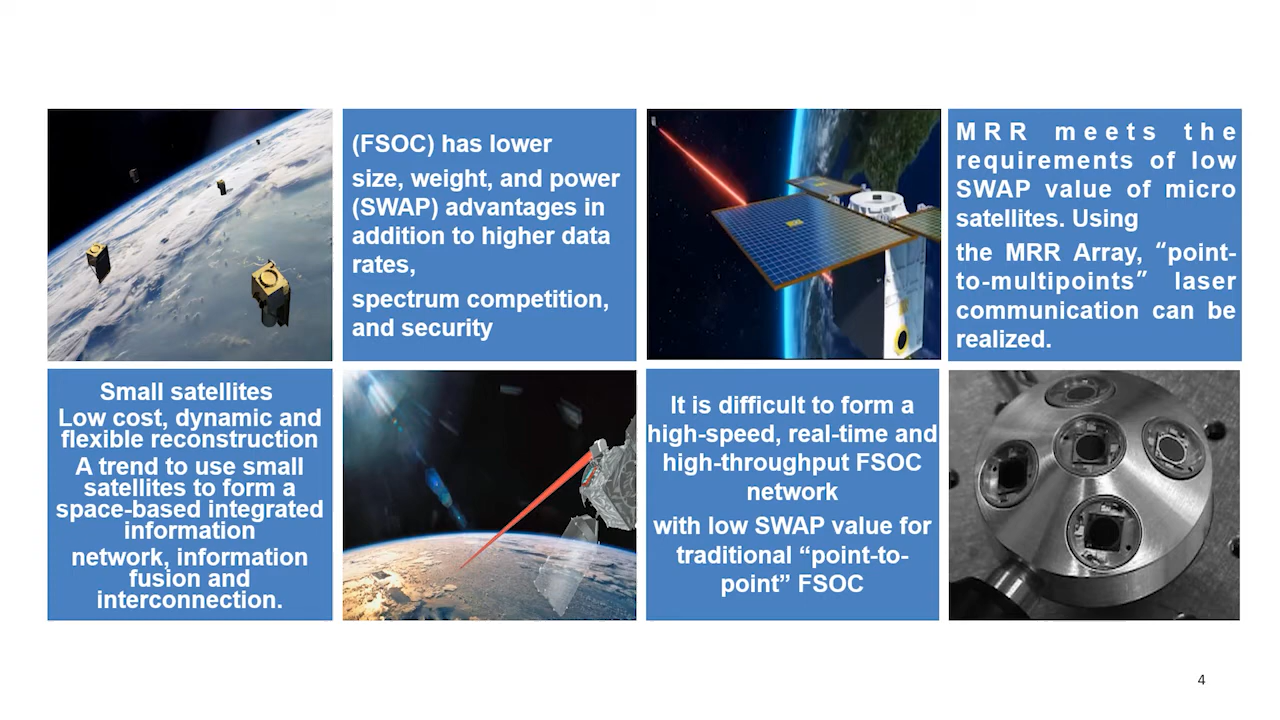 (FSOC) has lower
size, weight, and power
(SWAP) advantages in
addition to higher data
rates,
spectrum competition,
and security
MRR meets the
requirements of low
SWAP value of micro
satellites. Using
the MRR Array, “point-
to-multipoints” laser
communication can be
realized.
Small satellites
Low cost, dynamic and
flexible reconstruction
A trend to use small
satellites to form a
space-based integrated
information
network, information
fusion and
interconnection.
It is difficult to form a
high-speed, real-time and
high-throughput FSOC
network
with low SWAP value for
traditional “point-to-
point” FSOC
4